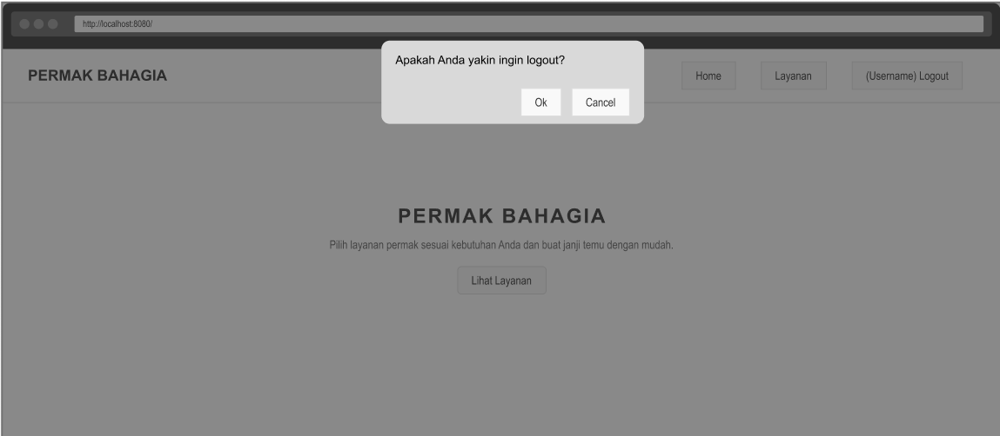 http://localhost:8080/
Apakah Anda yakin ingin logout?
Ok
Cancel
PERMAK BAHAGIA
Home
Layanan
(Username) Logout
PERMAK BAHAGIA
Pilih layanan permak sesuai kebutuhan Anda dan buat janji temu dengan mudah.
Lihat Layanan